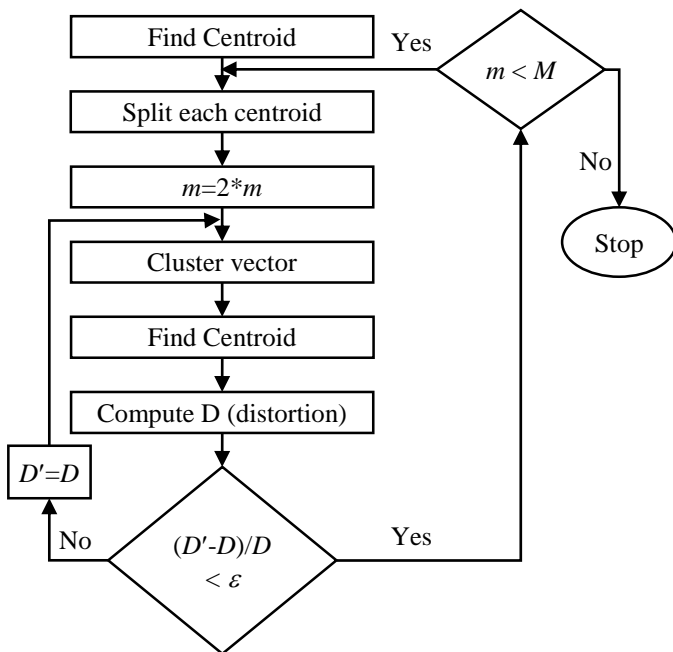 Find Centroid
Yes
m < M
Split each centroid
No
m=2*m
Stop
Cluster vector
Find Centroid
Compute D (distortion)
D'=D
No
(D'-D)/D
< ε
Yes